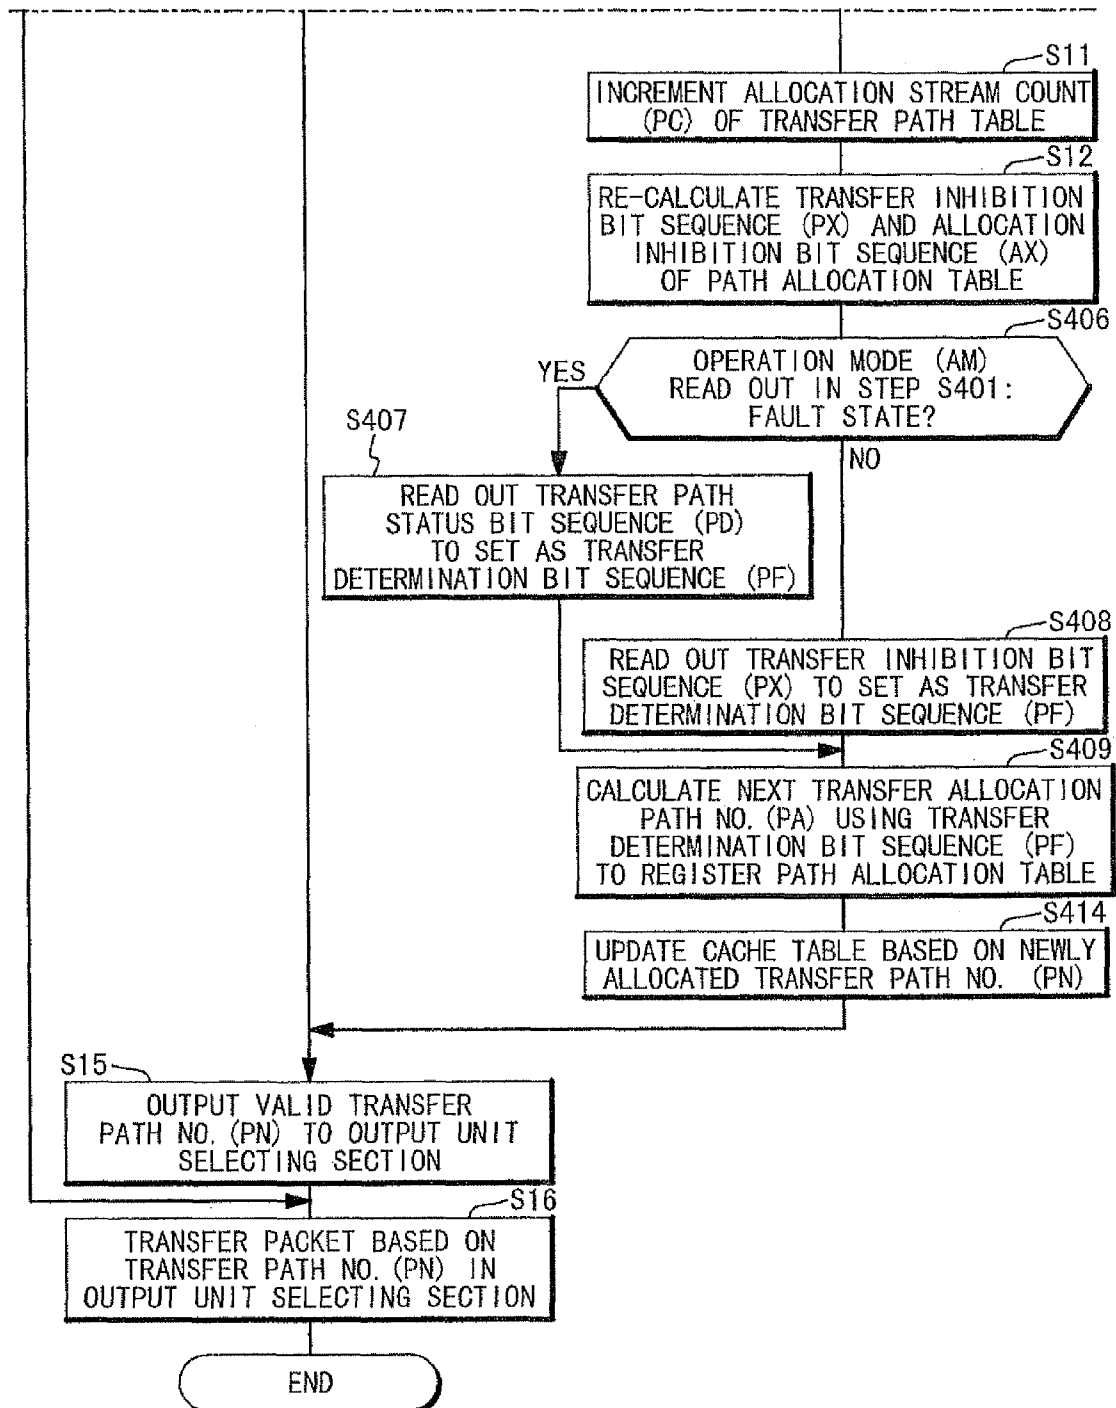 S11
INCREMENT ALLOCATION STREAM COUNT
(PC) OF TRANSFER PATH TABLE
S12
RE-CALCULATE TRANSFER INHIBITION
BIT SEQUENCE (PX) AND ALLOCATION
INHIBITION BIT SEQUENCE (AX)
OF PATH ALLOCATION TABLE
S406
OPERATION MODE (AM)
READ OUT IN STEP S401:
FAULT STATE?
YES
NO
S407
READ OUT TRANSFER PATH
STATUS BIT SEQUENCE (PD)
TO SET AS TRANSFER
DETERMINATION BIT SEQUENCE (PF)
S408
READ OUT TRANSFER INHIBITION BIT
SEQUENCE (PX) TO SET AS TRANSFER
DETERMINATION BIT SEQUENCE (PF)
S409
CALCULATE NEXT TRANSFER ALLOCATION
PATH NO. (PA) USING TRANSFER
DETERMINATION BIT SEQUENCE (PF)
TO REGISTER PATH ALLOCATION TABLE
S414
UPDATE CACHE TABLE BASED ON NEWLY
ALLOCATED TRANSFER PATH NO. (PN)
S15
OUTPUT VALID TRANSFER
PATH NO. (PN) TO OUTPUT UNIT
SELECTING SECTION
S16
TRANSFER PACKET BASED ON
TRANSFER PATH NO. (PN) IN
OUTPUT UNIT SELECTING SECTION
END